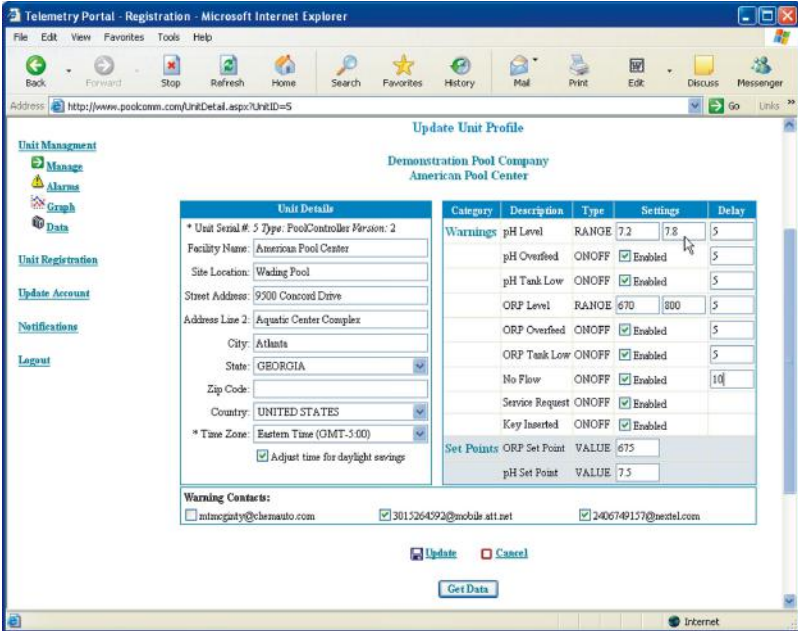 Telemetry Portal - Registration - Microsoft Internet Explorer
File Edit View Favorites Tools Help
Back Forward Stop Refresh Home Search Favorites History Mail Print Edit Discuss Messenger
Address http://www.poolcomm.com/UnitDetail.aspx?UnitID=5 Go Links »
Update Unit Profile
Demonstration Pool Company
American Pool Center
Unit Managment
Manage
Alarms
Graph
Data
Unit Registration
Update Account
Notifications
Logout
Unit Details
* Unit Serial #: 5 Type: PoolController Version: 2
Facility Name: American Pool Center
Site Location: Wading Pool
Street Address: 9500 Concord Drive
Address Line 2: Aquatic Center Complex
City: Atlanta
State: GEORGIA
Zip Code:
Country: UNITED STATES
* Time Zone: Eastern Time (GMT-5:00)
Adjust time for daylight savings
Category Description Type Settings Delay
Warnings pH Level RANGE 7.2 7.8 5
pH Overfeed ONOFF Enabled 5
pH Tank Low ONOFF Enabled 5
ORP Level RANGE 670 800 5
ORP Overfeed ONOFF Enabled 5
ORP Tank Low ONOFF Enabled 5
No Flow ONOFF Enabled 10
Service Request ONOFF Enabled
Key Inserted ONOFF Enabled
Set Points ORP Set Point VALUE 675
pH Set Point VALUE 7.5
Warning Contacts:
mtmcginty@chemauto.com 3015264592@mobile.att.net 2406749157@nextel.com
Update Cancel
Get Data
Internet